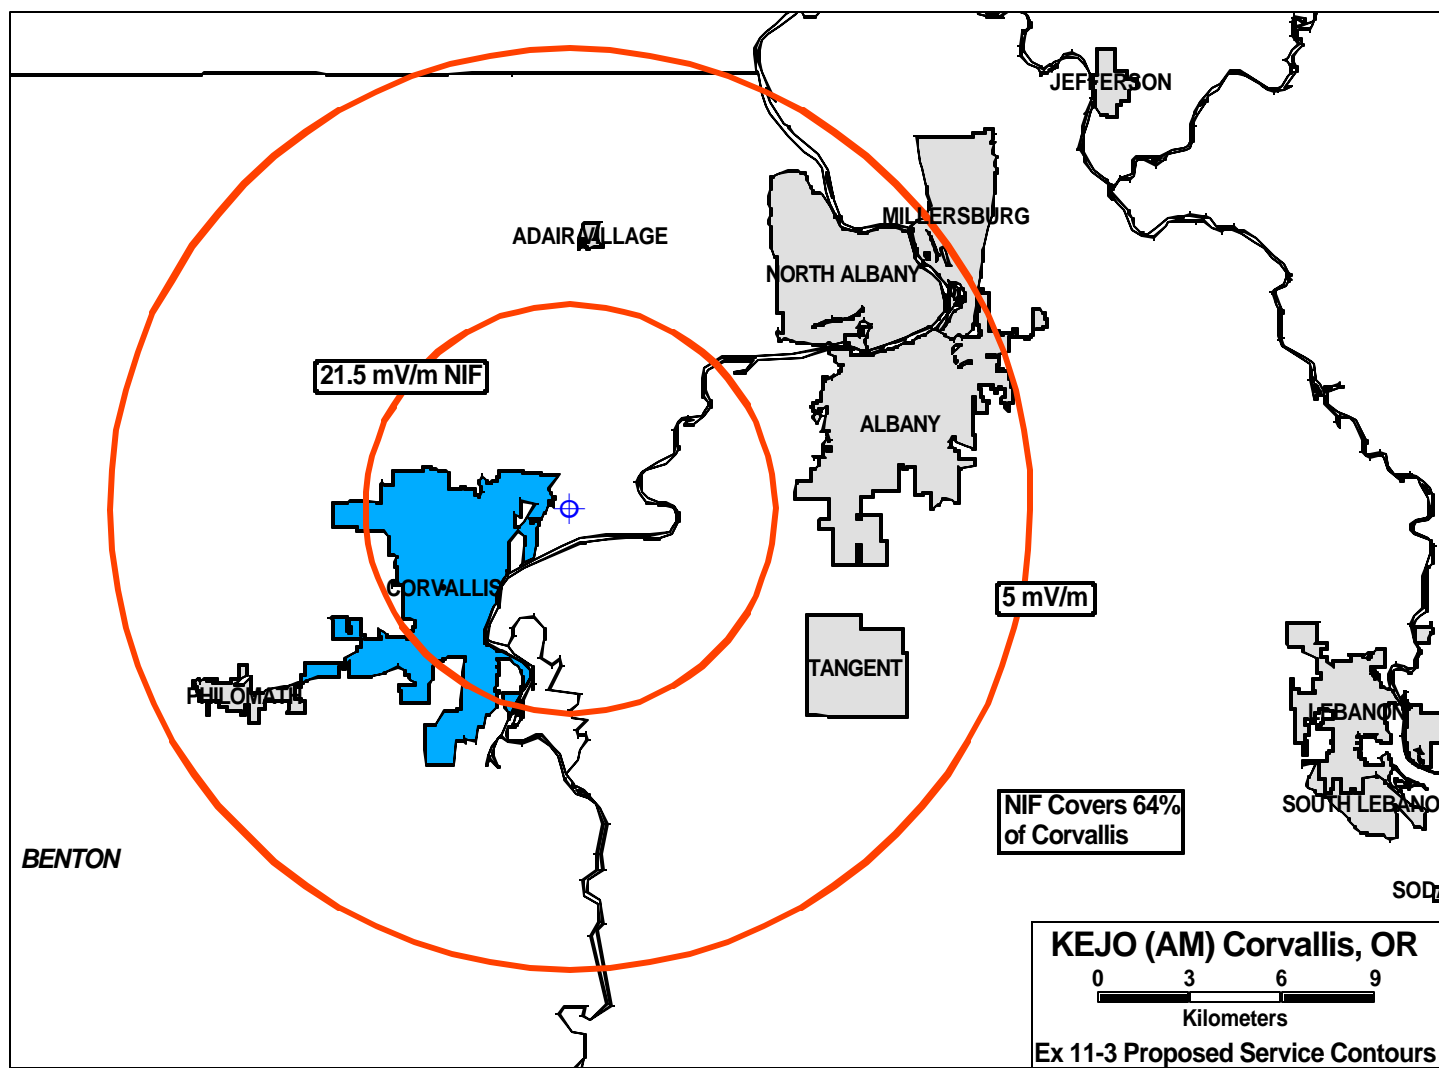 JEFFERSON
MILLERSBURG
ADAIR VILLAGE
NORTH ALBANY
21.5 mV/m NIF
ALBANY
CORVALLIS
5 mV/m
TANGENT
PHILOMATH
LEBANON
NIF Covers 64%
of Corvallis
SOUTH LEBANO
BENTON
SODA
KEJO (AM) Corvallis, OR
0 3 6 9
Kilometers
Ex 11-3 Proposed Service Contours